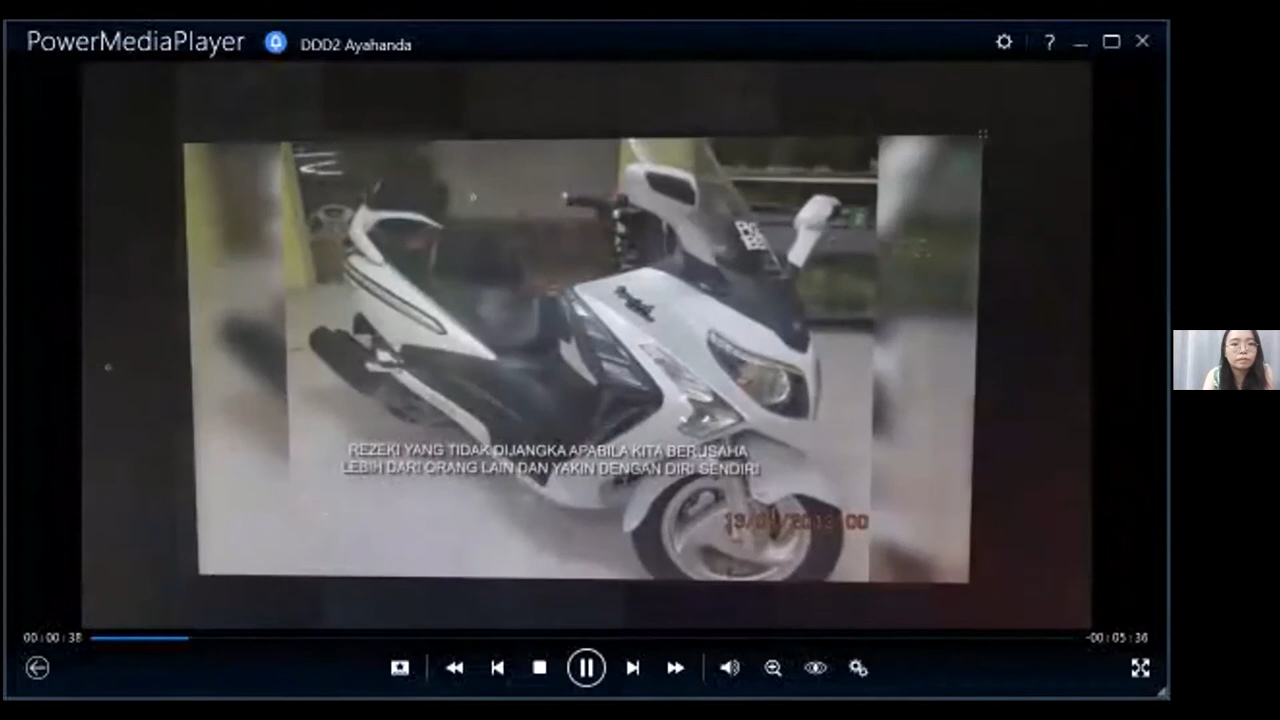 PowerMediaPlayer
DDD2 Ayahanda
?
REZEKI YANG TIDAK DIJANGKA APABILA KITA BERUSAHA
LEBIH DARI ORANG LAIN DAN YAKIN DENGAN DIRI SENDIRI
00:00:38
-00:05:36